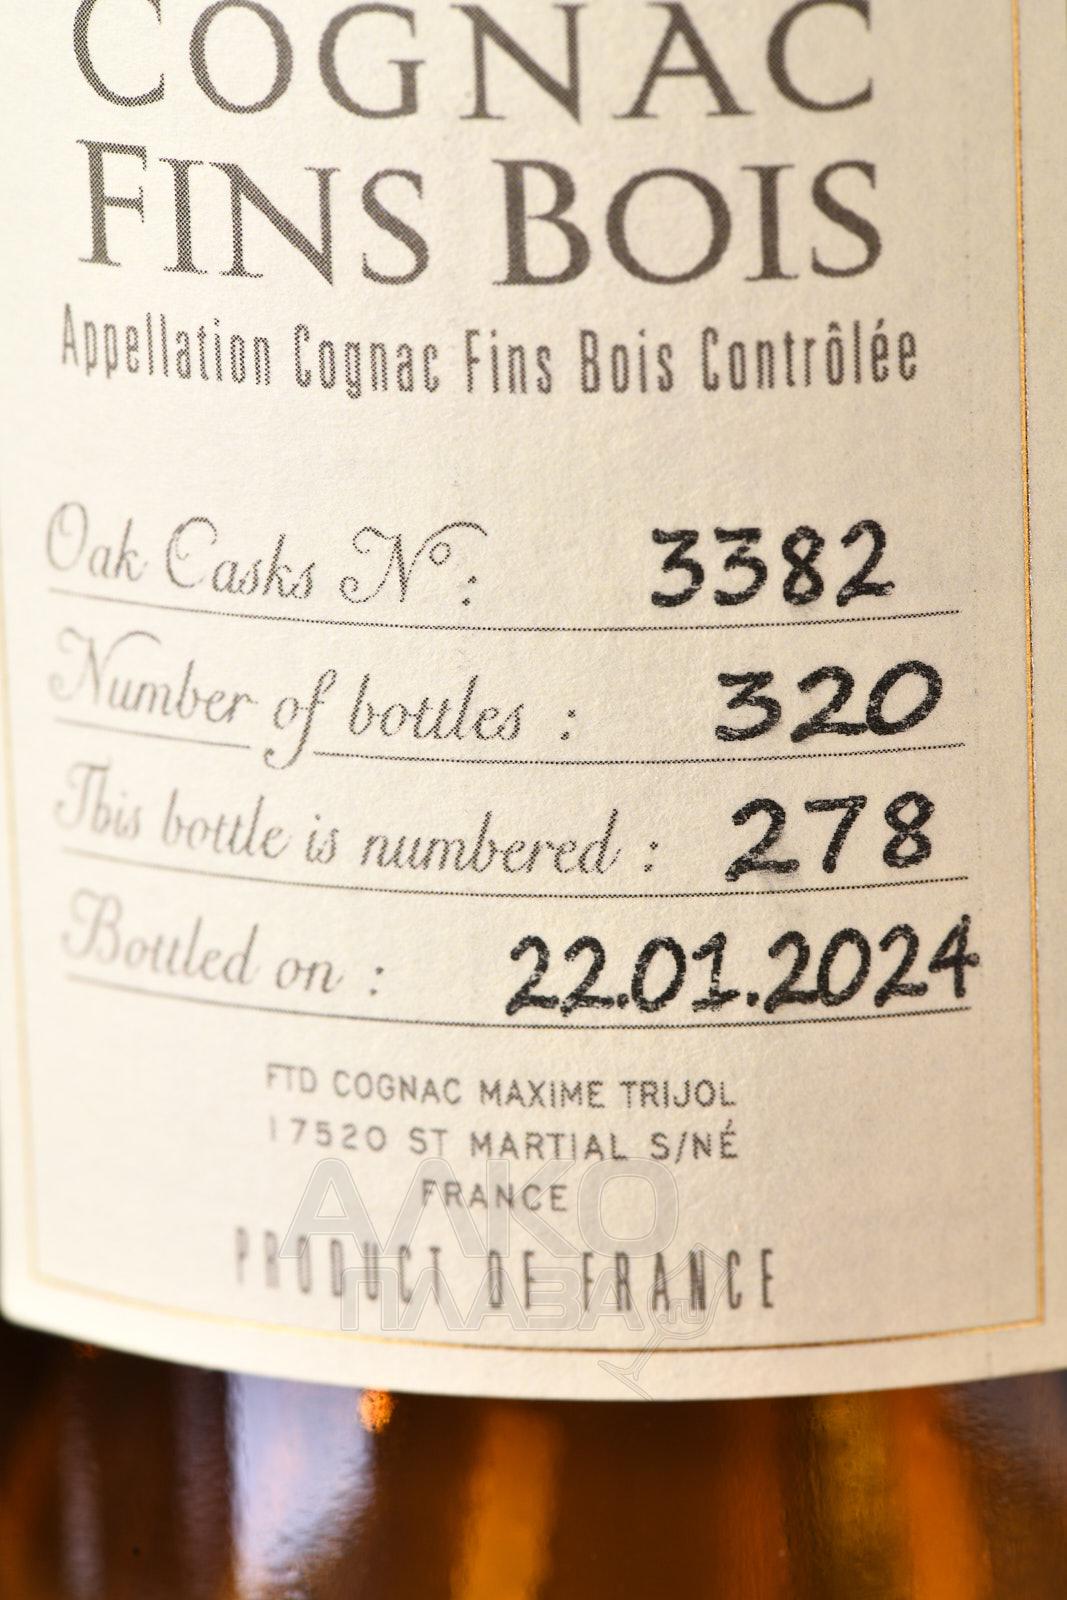 COGNAC
FINS BOIS
Appellation Cognac Fins Bois Contrôlée
Oak Casks N°: 3382
Number of bottles : 320
This bottle is numbered : 278
Bottled on : 22.01.2024
FTD COGNAC MAXIME TRIJOL
17520 ST MARTIAL S/NÉ
FRANCE
PRODUCT OF FRANCE
АЛКО
ПЛАЗА.ru